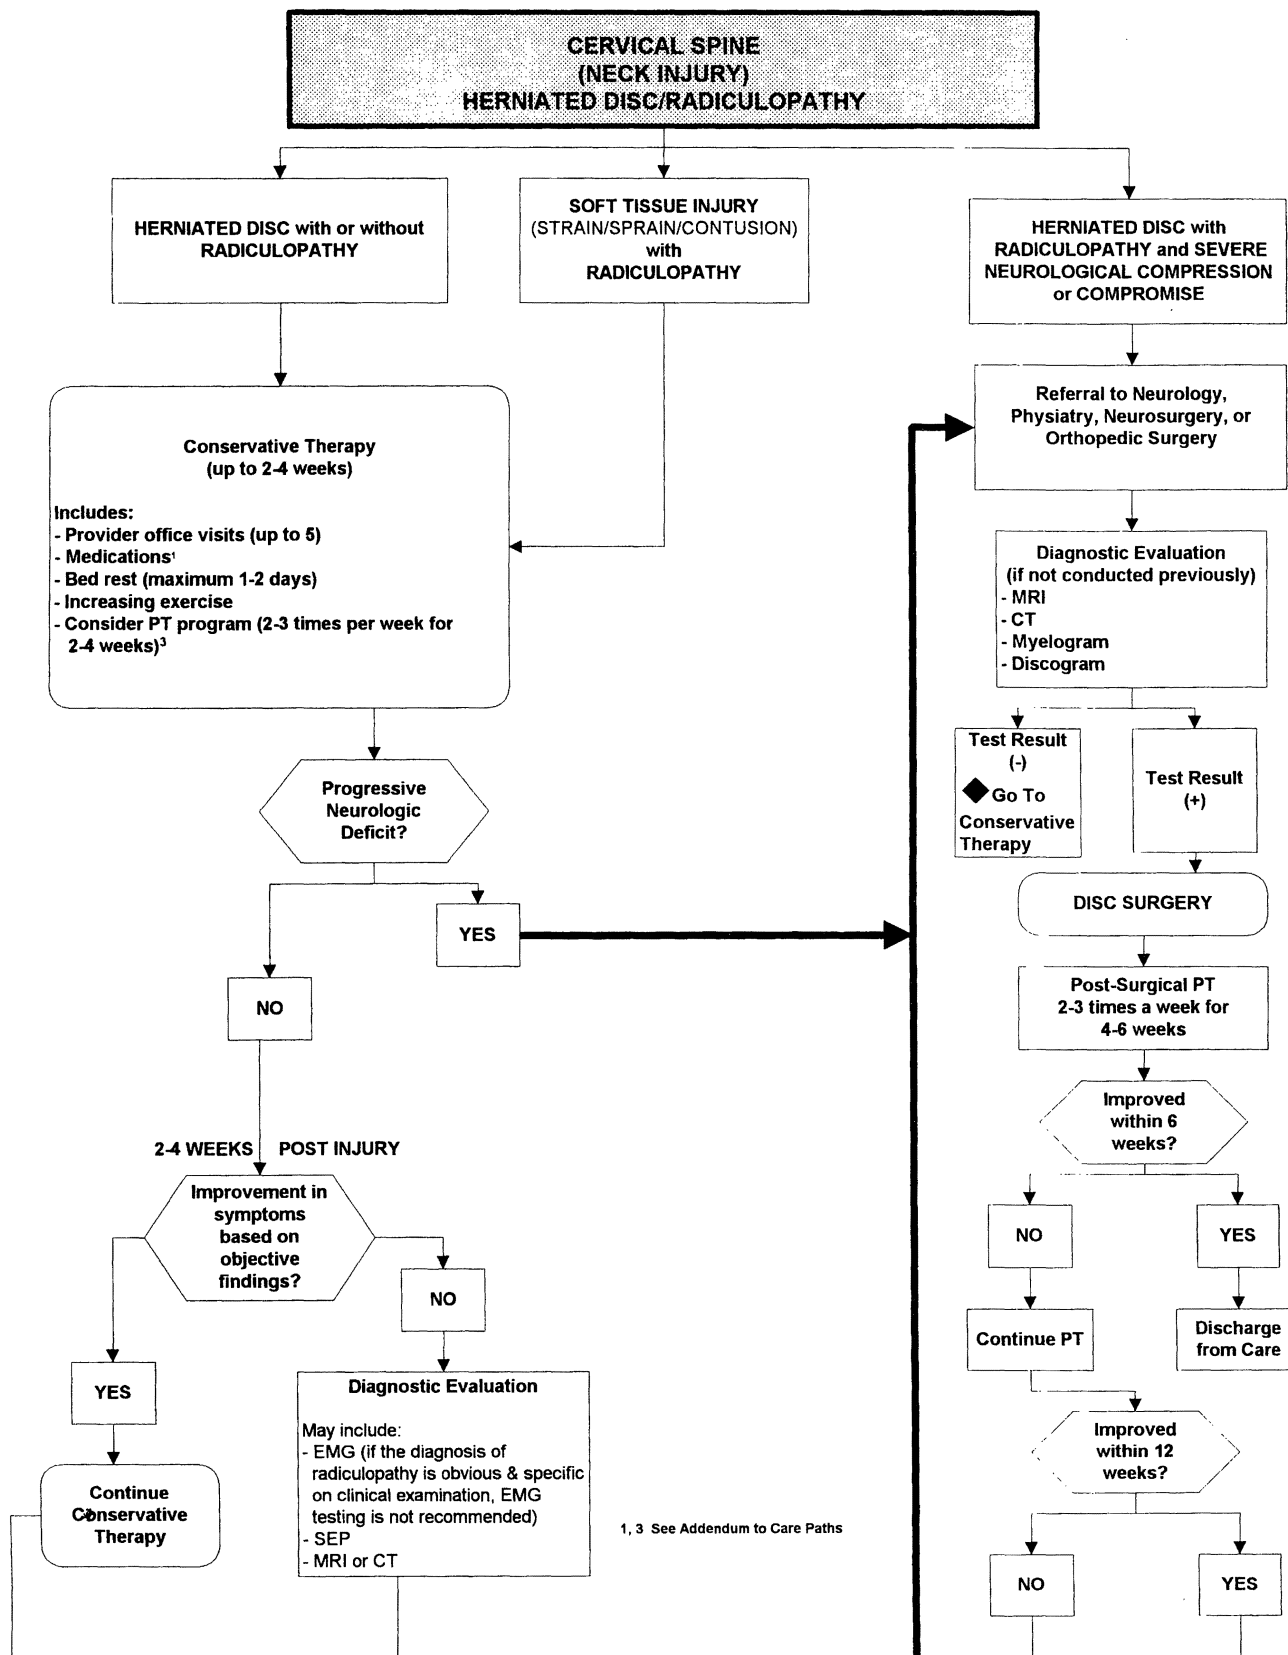 CERVICAL SPINE
(NECK INJURY)
HERNIATED DISC/RADICULOPATHY
HERNIATED DISC with or without
RADICULOPATHY
SOFT TISSUE INJURY
(STRAIN/SPRAIN/CONTUSION)
with
RADICULOPATHY
HERNIATED DISC with
RADICULOPATHY and SEVERE
NEUROLOGICAL COMPRESSION
or COMPROMISE
Conservative Therapy
(up to 2-4 weeks)
Includes:
- Provider office visits (up to 5)
- Medications¹
- Bed rest (maximum 1-2 days)
- Increasing exercise
- Consider PT program (2-3 times per week for
2-4 weeks)³
Referral to Neurology,
Physiatry, Neurosurgery, or
Orthopedic Surgery
Diagnostic Evaluation
(if not conducted previously)
- MRI
- CT
- Myelogram
- Discogram
Test Result
(-)
◆ Go To
Conservative
Therapy
Test Result
(+)
Progressive
Neurologic
Deficit?
YES
NO
DISC SURGERY
Post-Surgical PT
2-3 times a week for
4-6 weeks
Improved
within 6
weeks?
NO
YES
Continue PT
Discharge
from Care
Improved
within 12
weeks?
NO
YES
2-4 WEEKS POST INJURY
Improvement in
symptoms
based on
objective
findings?
NO
YES
Continue
Conservative
Therapy
Diagnostic Evaluation
May include:
- EMG (if the diagnosis of
radiculopathy is obvious & specific
on clinical examination, EMG
testing is not recommended)
- SEP
- MRI or CT
1, 3 See Addendum to Care Paths